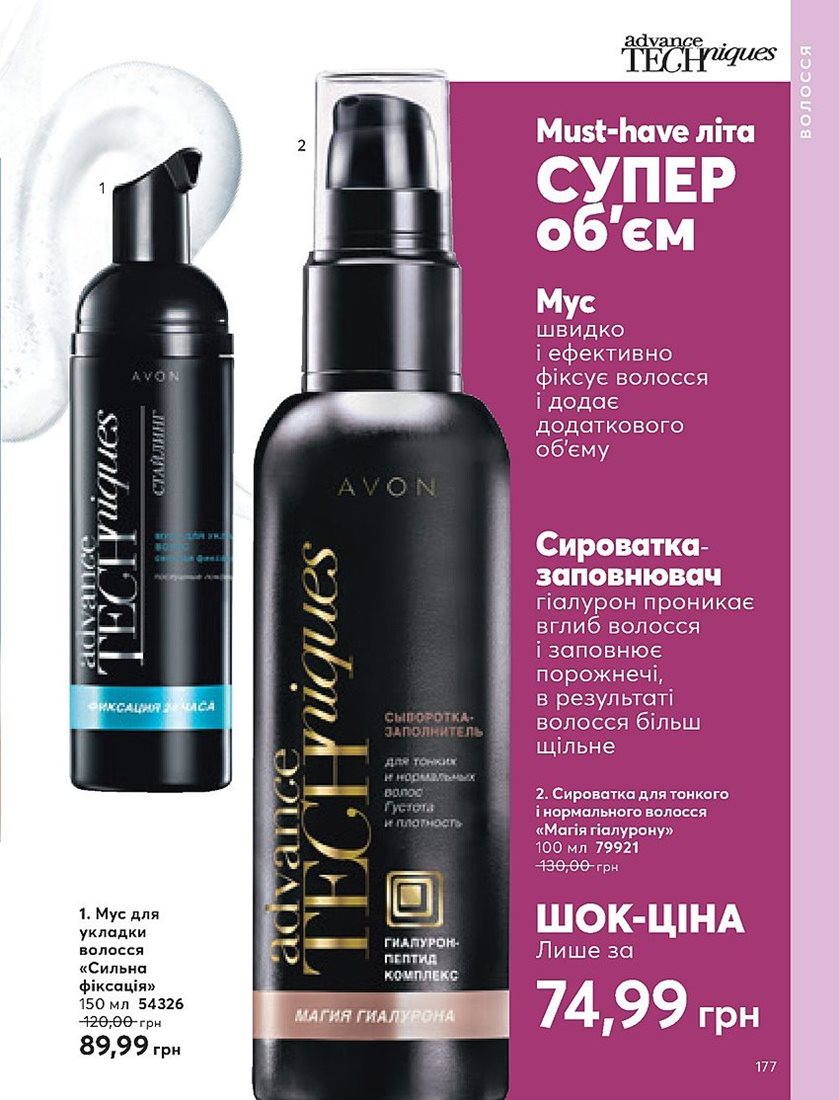 advance
TECHniques
ВОЛОССЯ
Must-have літа
СУПЕР
об'єм
Мус
швидко
і ефективно
фіксує волосся
і додає
додаткового
об'єму
Сироватка-
заповнювач
гіалурон проникає
вглиб волосся
і заповнює
порожнечі,
в результаті
волосся більш
щільне
2. Сироватка для тонкого
і нормального волосся
«Магія гіалурону»
100 мл 79921
130,00 грн
ШОК-ЦІНА
Лише за
74,99 грн
1
AVON
advance
TECHniques
СТАЙЛИНГ
МУСС ДЛЯ
ВОЛОС
ФИКСАЦИЯ 24 ЧАСА
2
AVON
advance
TECHniques
СЫВОРОТКА-
ЗАПОЛНИТЕЛЬ
для тонких
и нормальных
волос
Густота
и плотность
ГИАЛУРОН-
ПЕПТИД
КОМПЛЕКС
МАГИЯ ГИАЛУРОНА
1. Мус для
укладки
волосся
«Сильна
фіксація»
150 мл 54326
120,00 грн
89,99 грн
177